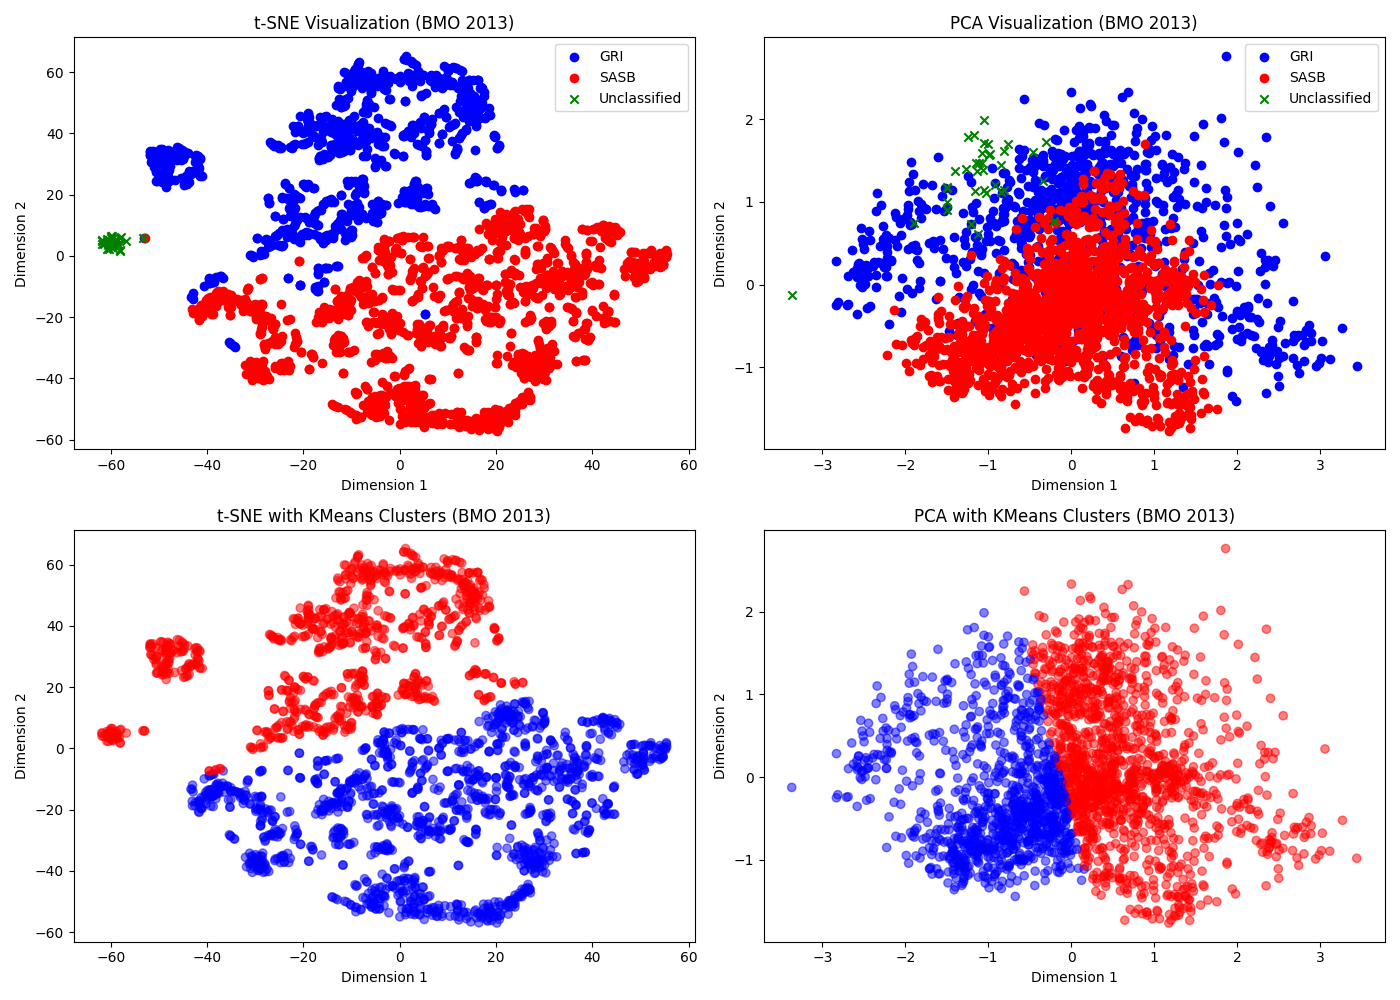 t-SNE Visualization (BMO 2013)
GRI
SASB
Unclassified
Dimension 2
60
40
20
0
−20
−40
−60
−60
−40
−20
0
20
40
60
Dimension 1
PCA Visualization (BMO 2013)
GRI
SASB
Unclassified
Dimension 2
2
1
0
−1
−3
−2
−1
0
1
2
3
Dimension 1
t-SNE with KMeans Clusters (BMO 2013)
Dimension 2
60
40
20
0
−20
−40
−60
−60
−40
−20
0
20
40
60
Dimension 1
PCA with KMeans Clusters (BMO 2013)
Dimension 2
2
1
0
−1
−3
−2
−1
0
1
2
3
Dimension 1